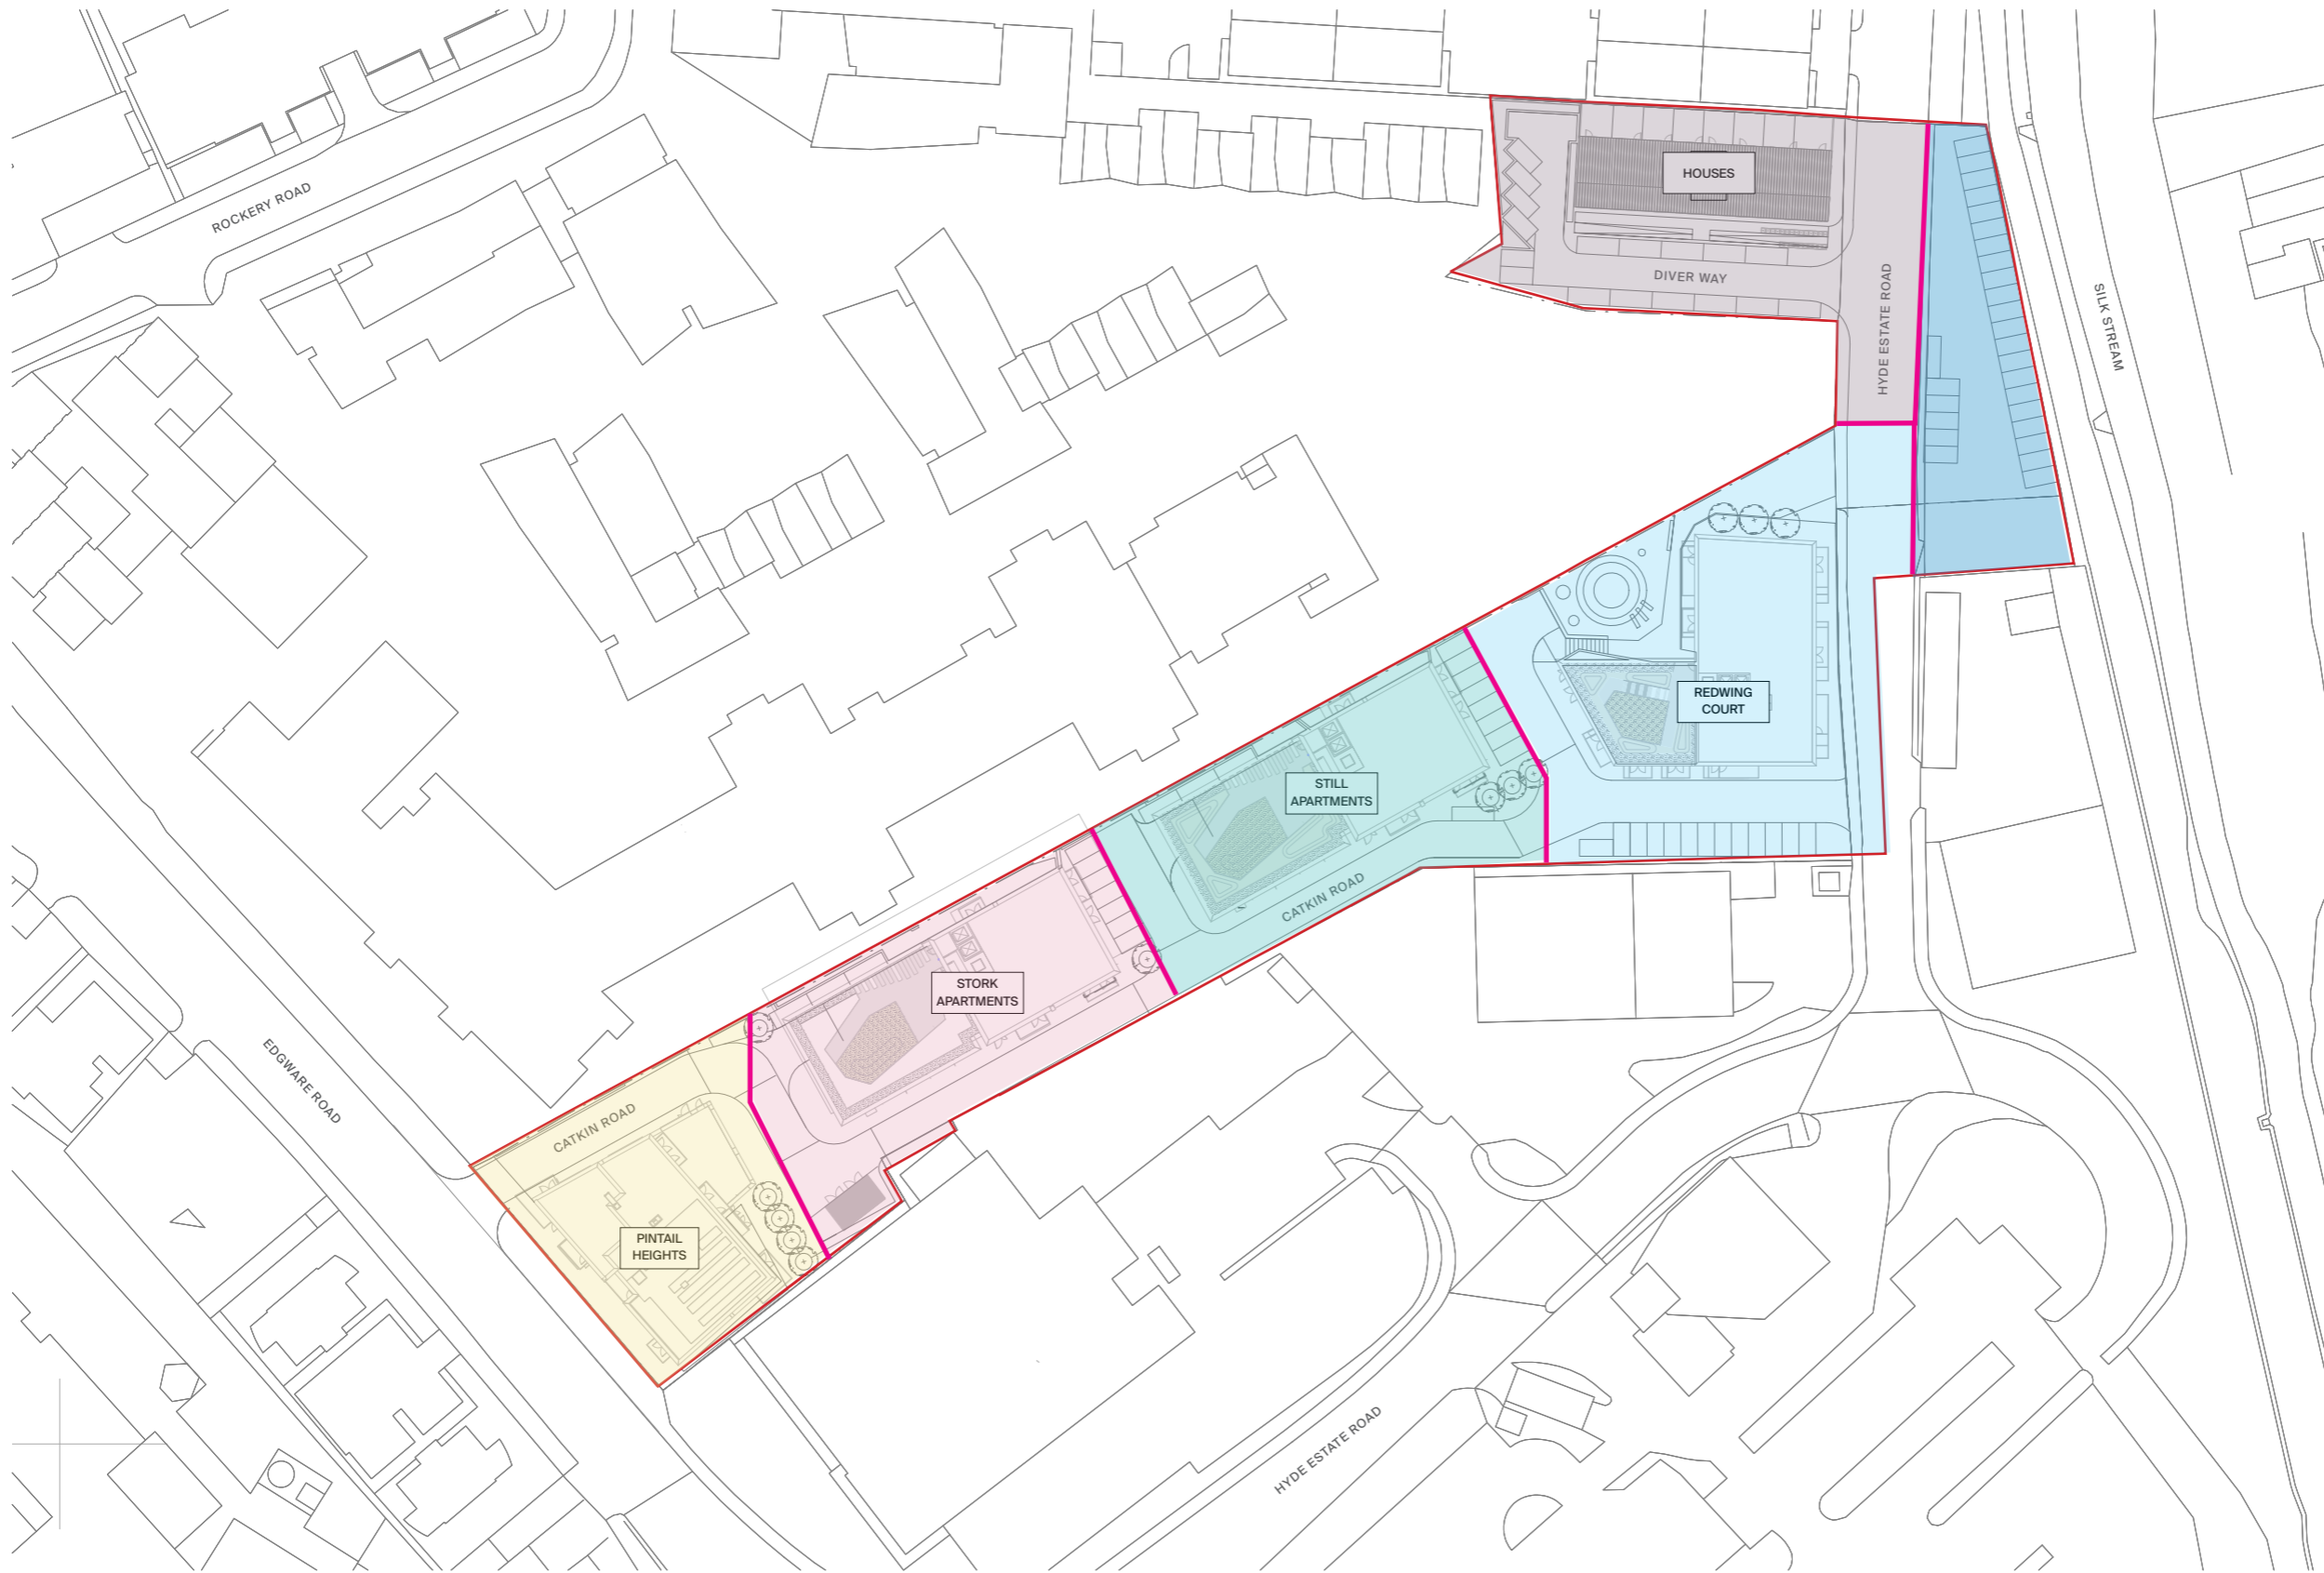 ROCKERY ROAD
HOUSES
DIVER WAY
HYDE ESTATE ROAD
SILK STREAM
REDWING
COURT
STILL
APARTMENTS
CATKIN ROAD
STORK
APARTMENTS
EDGWARE ROAD
CATKIN ROAD
PINTAIL
HEIGHTS
HYDE ESTATE ROAD